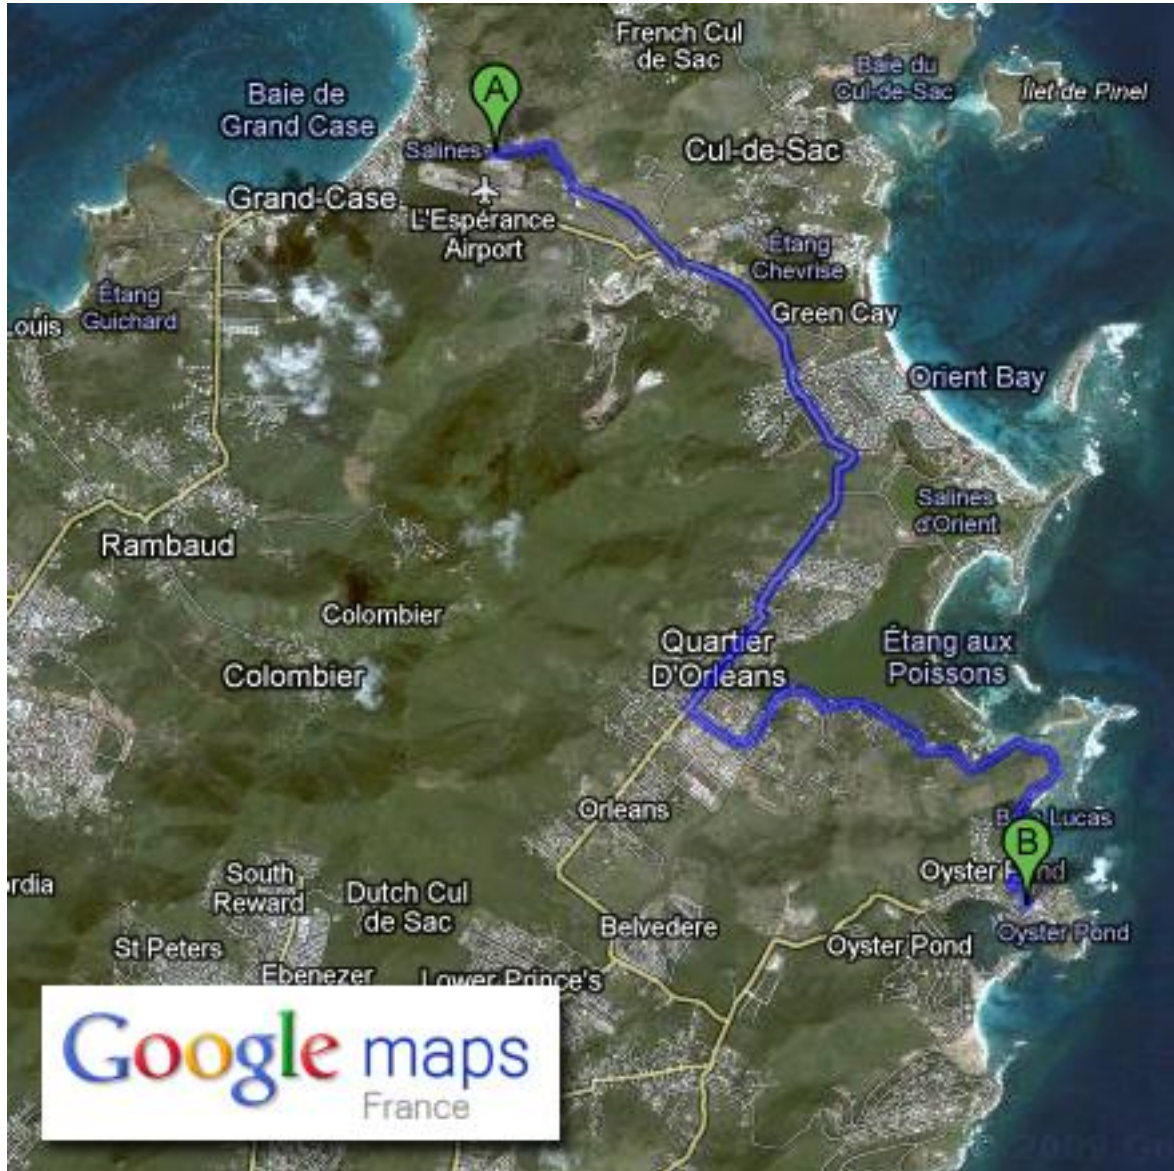 French Cul
de Sac
Baie du
Cul-de-Sac
Îlet de Pinel
A
Baie de
Grand Case
Salines
Cul-de-Sac
Grand-Case
L'Espérance
Airport
Étang
Chevrise
Étang
Guichard
Green Cay
Louis
Orient Bay
Salines
d'Orient
Rambaud
Colombier
Quartier
D'Orleans
Étang aux
Poissons
Colombier
Orleans
Lucas
B
Oyster
South
Reward
Dutch Cul
de Sac
Belvedere
Oyster Pond
Oyster Pond
St Peters
Ebenezer
Lower Prince's
Google maps
France